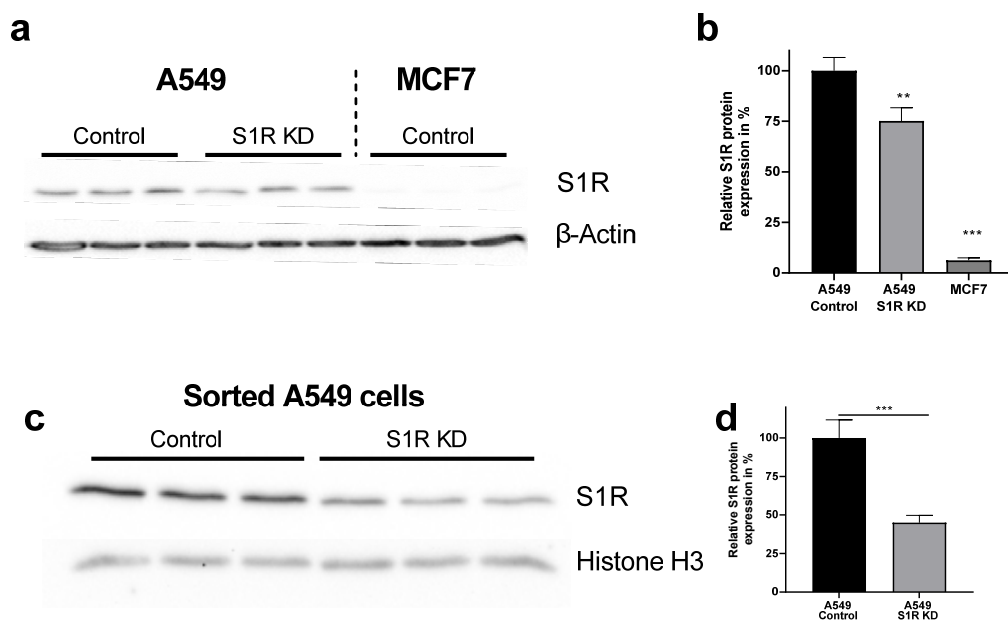 a
A549
MCF7
Control
S1R KD
Control
S1R
β-Actin
b
Relative S1R protein
expression in %
100
75
50
25
0
**
***
A549
Control
A549
S1R KD
MCF7
c
Sorted A549 cells
Control
S1R KD
S1R
Histone H3
d
Relative S1R protein
expression in %
100
75
50
25
0
***
A549
Control
A549
S1R KD